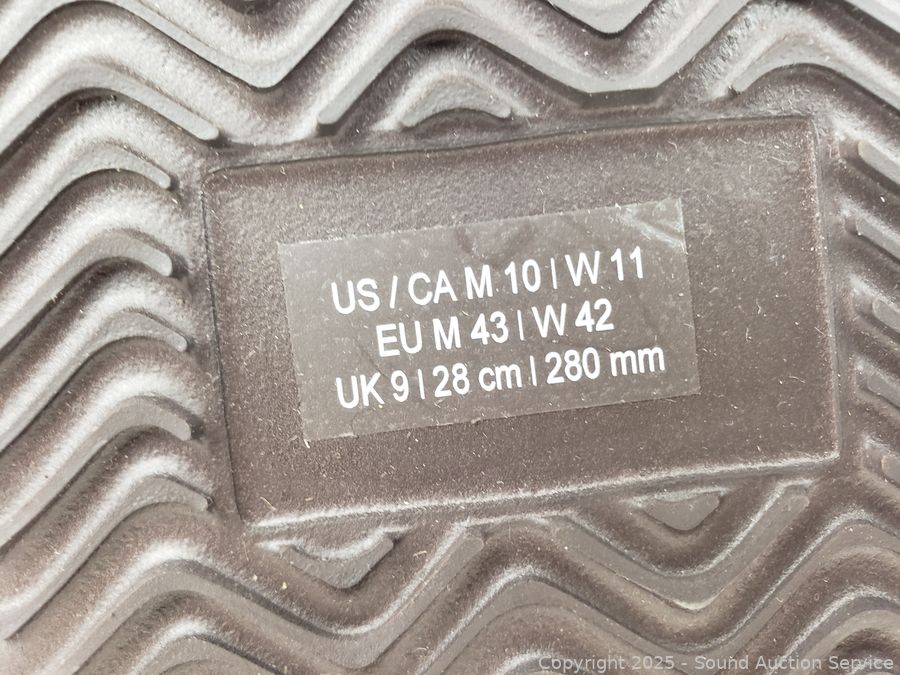 US / CA M 10 | W 11
EU M 43 | W 42
UK 9 | 28 cm | 280 mm
Copyright 2025 - Sound Auction Service